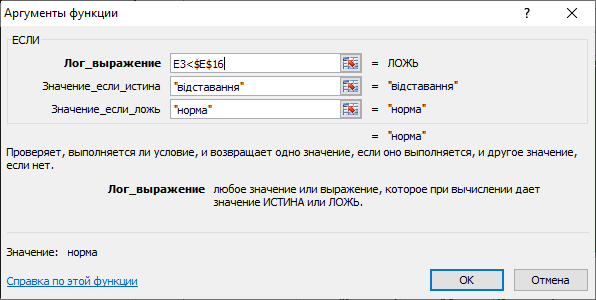 Аргументы функции
ЕСЛИ
Лог_выражение E3<$E$16 = ЛОЖЬ
Значение_если_истина "відставання" = "відставання"
Значение_если_ложь "норма" = "норма"
= "норма"
Проверяет, выполняется ли условие, и возвращает одно значение, если оно выполняется, и другое значение,
если нет.
Лог_выражение любое значение или выражение, которое при вычислении дает
значение ИСТИНА или ЛОЖЬ.
Значение: норма
Справка по этой функции
ОК
Отмена